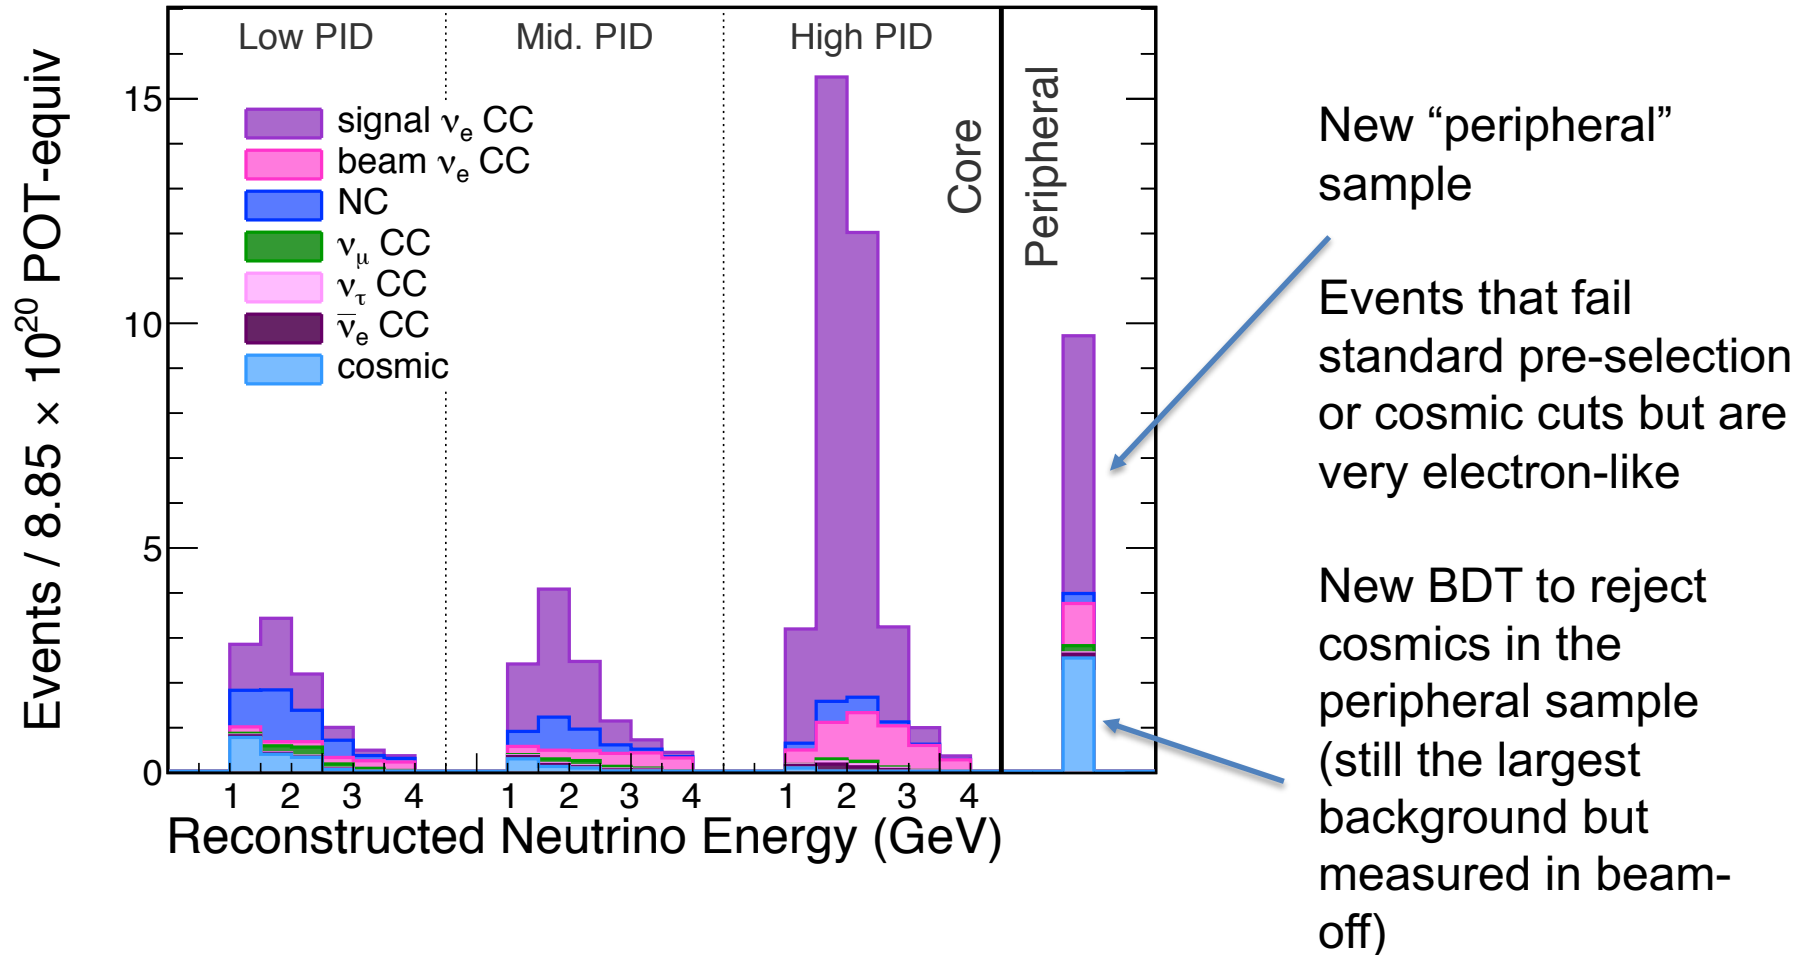 Low PID
Mid. PID
High PID
Core
Peripheral
Events / 8.85 × 10²⁰ POT-equiv
15
10
5
0
signal νₑ CC
beam νₑ CC
NC
ν_μ CC
ν_τ CC
ν̄ₑ CC
cosmic
1 2 3 4
1 2 3 4
1 2 3 4
Reconstructed Neutrino Energy (GeV)
New “peripheral”
sample
Events that fail
standard pre-selection
or cosmic cuts but are
very electron-like
New BDT to reject
cosmics in the
peripheral sample
(still the largest
background but
measured in beam-
off)